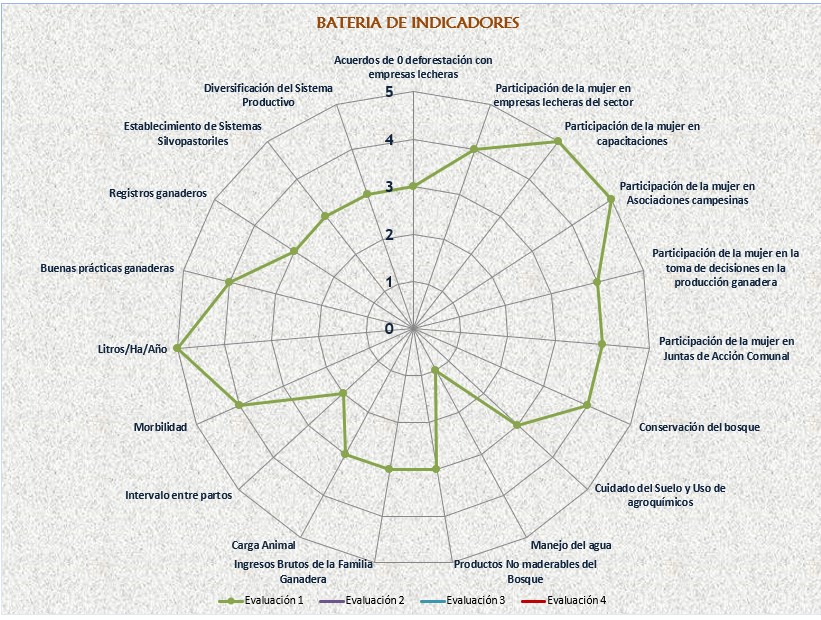 BATERIA DE INDICADORES
Acuerdos de 0 deforestación con
empresas lecheras
Participación de la mujer en
empresas lecheras del sector
Participación de la mujer en
capacitaciones
Participación de la mujer en
Asociaciones campesinas
Participación de la mujer en la
toma de decisiones en la
producción ganadera
Participación de la mujer en
Juntas de Acción Comunal
Conservación del bosque
Cuidado del Suelo y Uso de
agroquímicos
Manejo del agua
Productos No maderables del
Bosque
Ingresos Brutos de la Familia
Ganadera
Carga Animal
Intervalo entre partos
Morbilidad
Litros/Ha/Año
Buenas prácticas ganaderas
Registros ganaderos
Establecimiento de Sistemas
Silvopastoriles
Diversificación del Sistema
Productivo
5
4
3
2
1
0
Evaluación 1
Evaluación 2
Evaluación 3
Evaluación 4